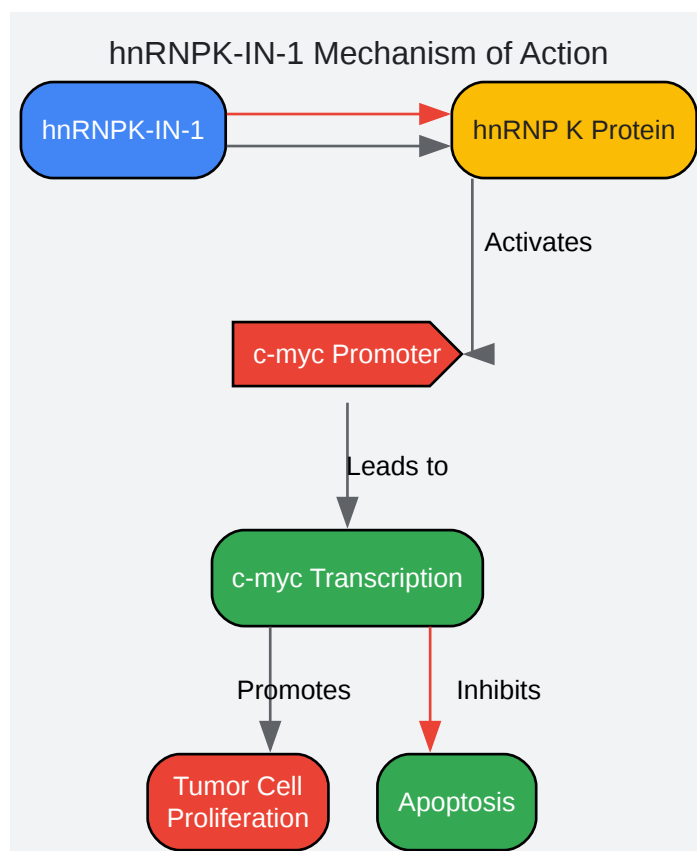 hnRNPK-IN-1 Mechanism of Action
hnRNPK-IN-1
hnRNP K Protein
Activates
c-myc Promoter
Leads to
c-myc Transcription
Promotes
Inhibits
Tumor Cell
Proliferation
Apoptosis